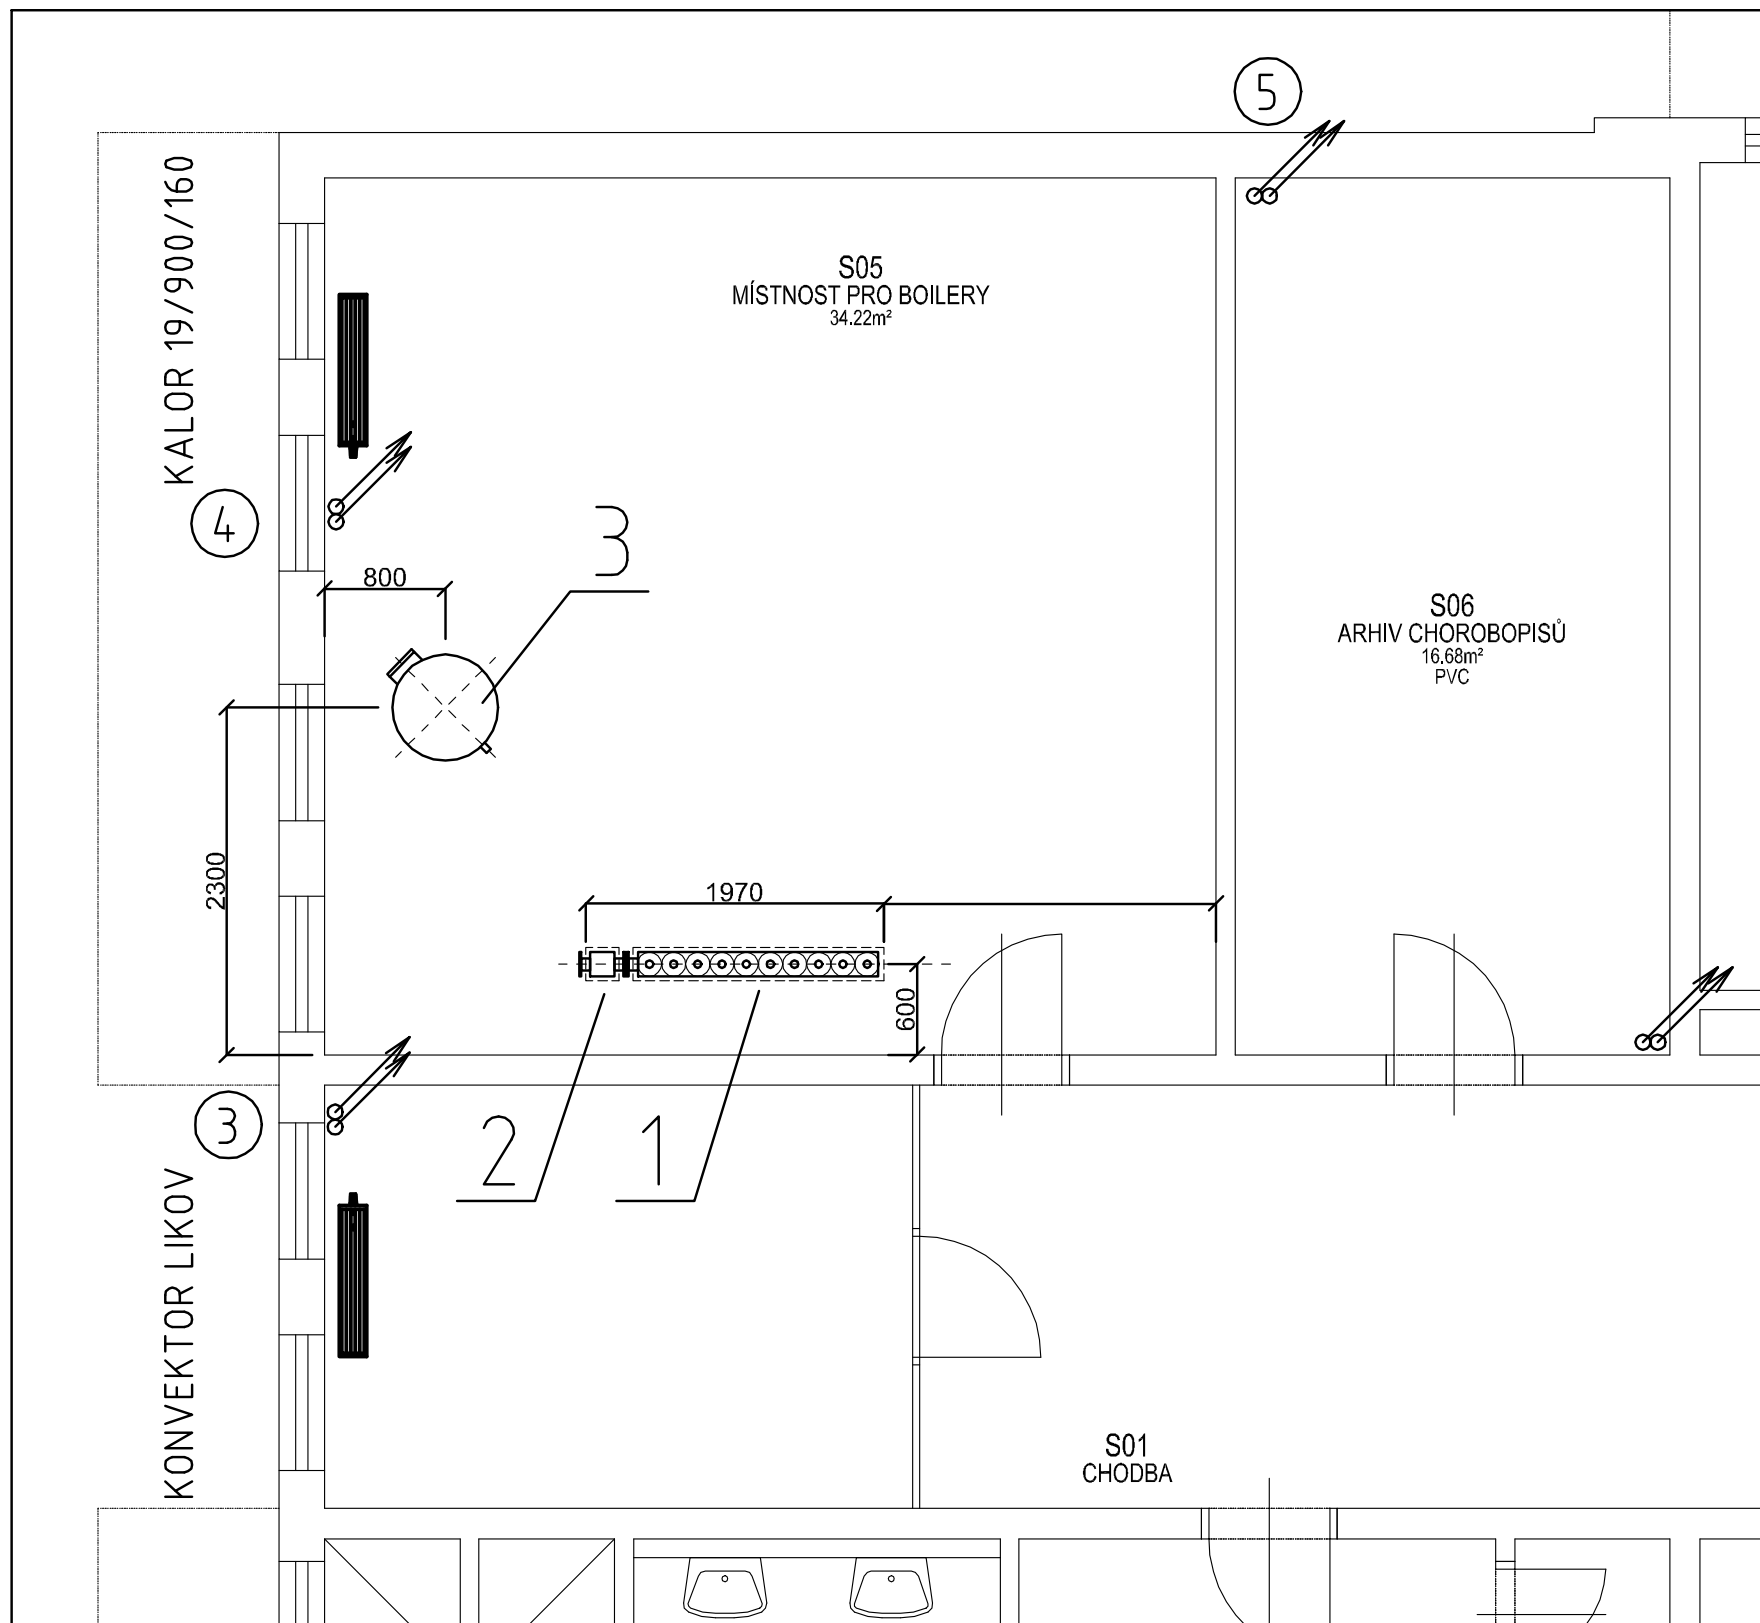 5
KALOR 19/900/160
S05
MÍSTNOST PRO BOILERY
34.22m²
4
3
800
S06
ARHIV CHOROBOPISŮ
16.68m²
PVC
2300
1970
600
3
2
1
KONVEKTOR LIKOV
S01
CHODBA